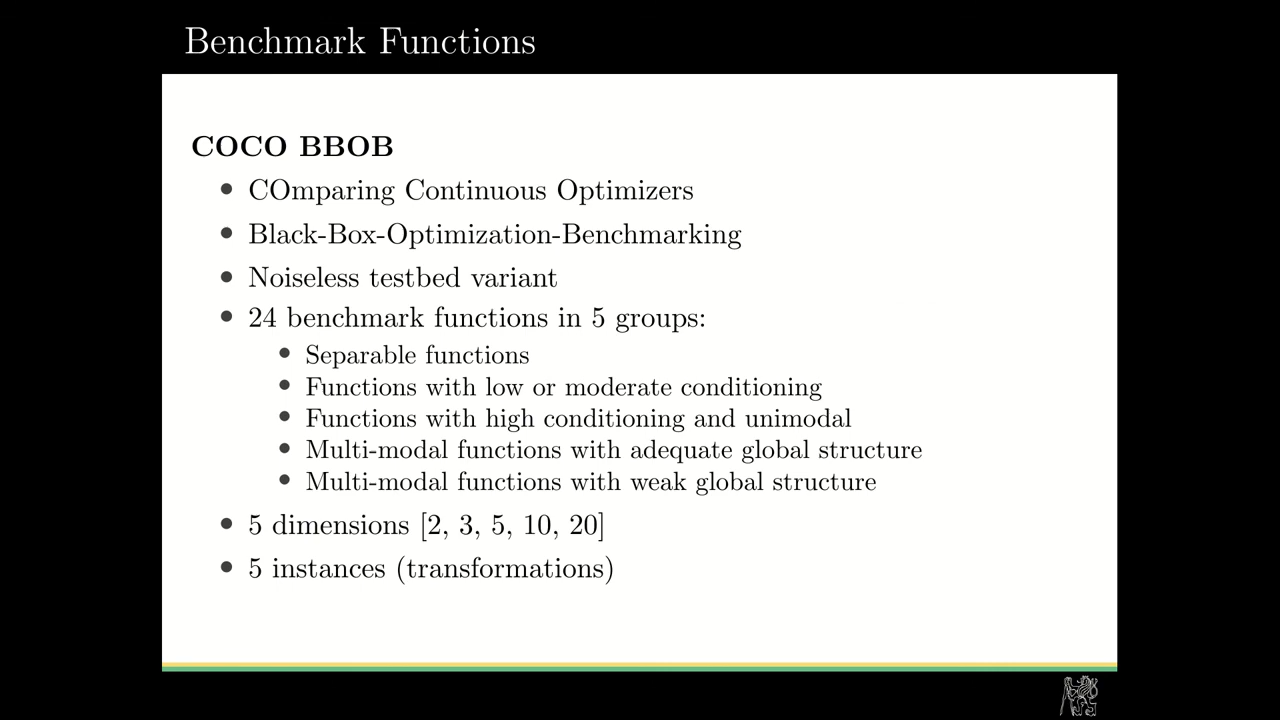 Benchmark Functions
COCO BBOB
• COmparing Continuous Optimizers
• Black-Box-Optimization-Benchmarking
• Noiseless testbed variant
• 24 benchmark functions in 5 groups:
• Separable functions
• Functions with low or moderate conditioning
• Functions with high conditioning and unimodal
• Multi-modal functions with adequate global structure
• Multi-modal functions with weak global structure
• 5 dimensions [2, 3, 5, 10, 20]
• 5 instances (transformations)